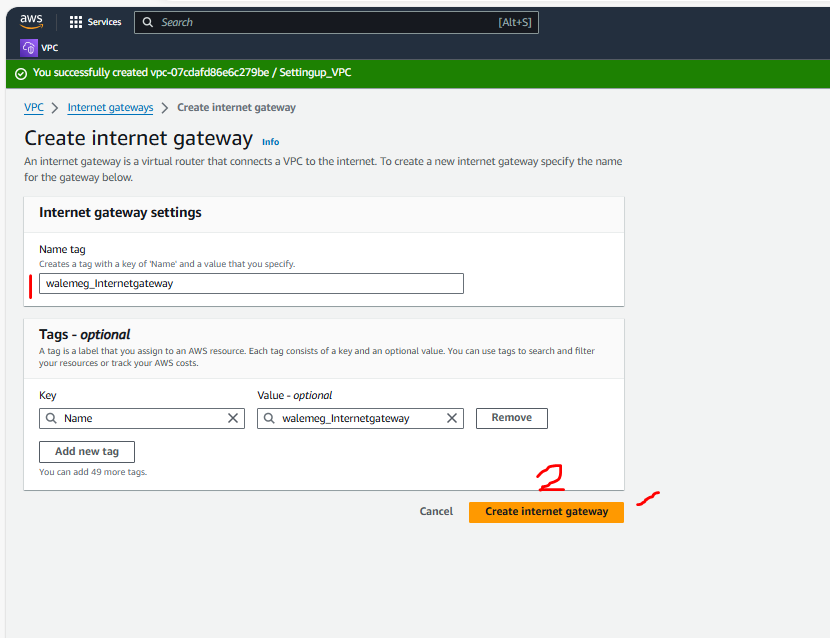 aws
Services
Search
[Alt+S]
VPC
You successfully created vpc-07cdafd86e6c279be / Settingup_VPC
VPC > Internet gateways > Create internet gateway
Create internet gateway Info
An internet gateway is a virtual router that connects a VPC to the internet. To create a new internet gateway specify the name
for the gateway below.
Internet gateway settings
Name tag
Creates a tag with a key of 'Name' and a value that you specify.
walemeg_Internetgateway
Tags - optional
A tag is a label that you assign to an AWS resource. Each tag consists of a key and an optional value. You can use tags to search and filter
your resources or track your AWS costs.
Key
Value - optional
Name
walemeg_Internetgateway
Remove
Add new tag
You can add 49 more tags.
2
Cancel
Create internet gateway